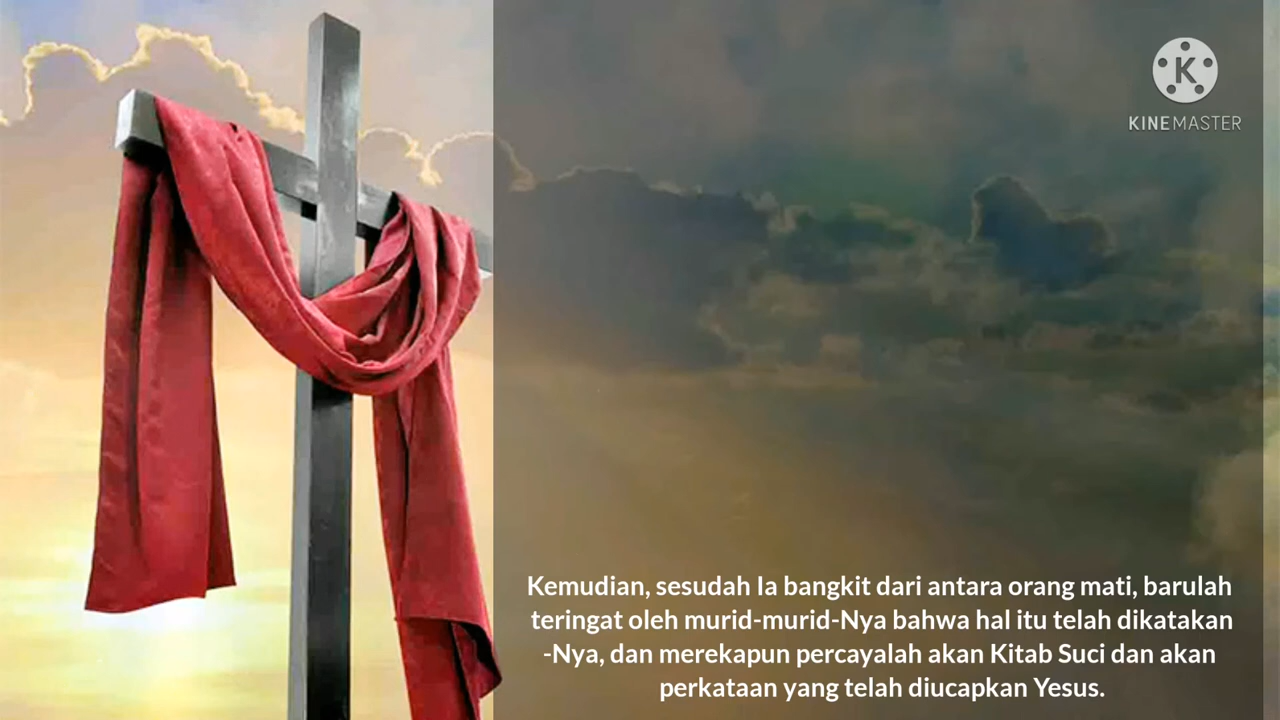 K
KINEMASTER
Kemudian, sesudah Ia bangkit dari antara orang mati, barulah
teringat oleh murid-murid-Nya bahwa hal itu telah dikatakan
-Nya, dan merekapun percayalah akan Kitab Suci dan akan
perkataan yang telah diucapkan Yesus.